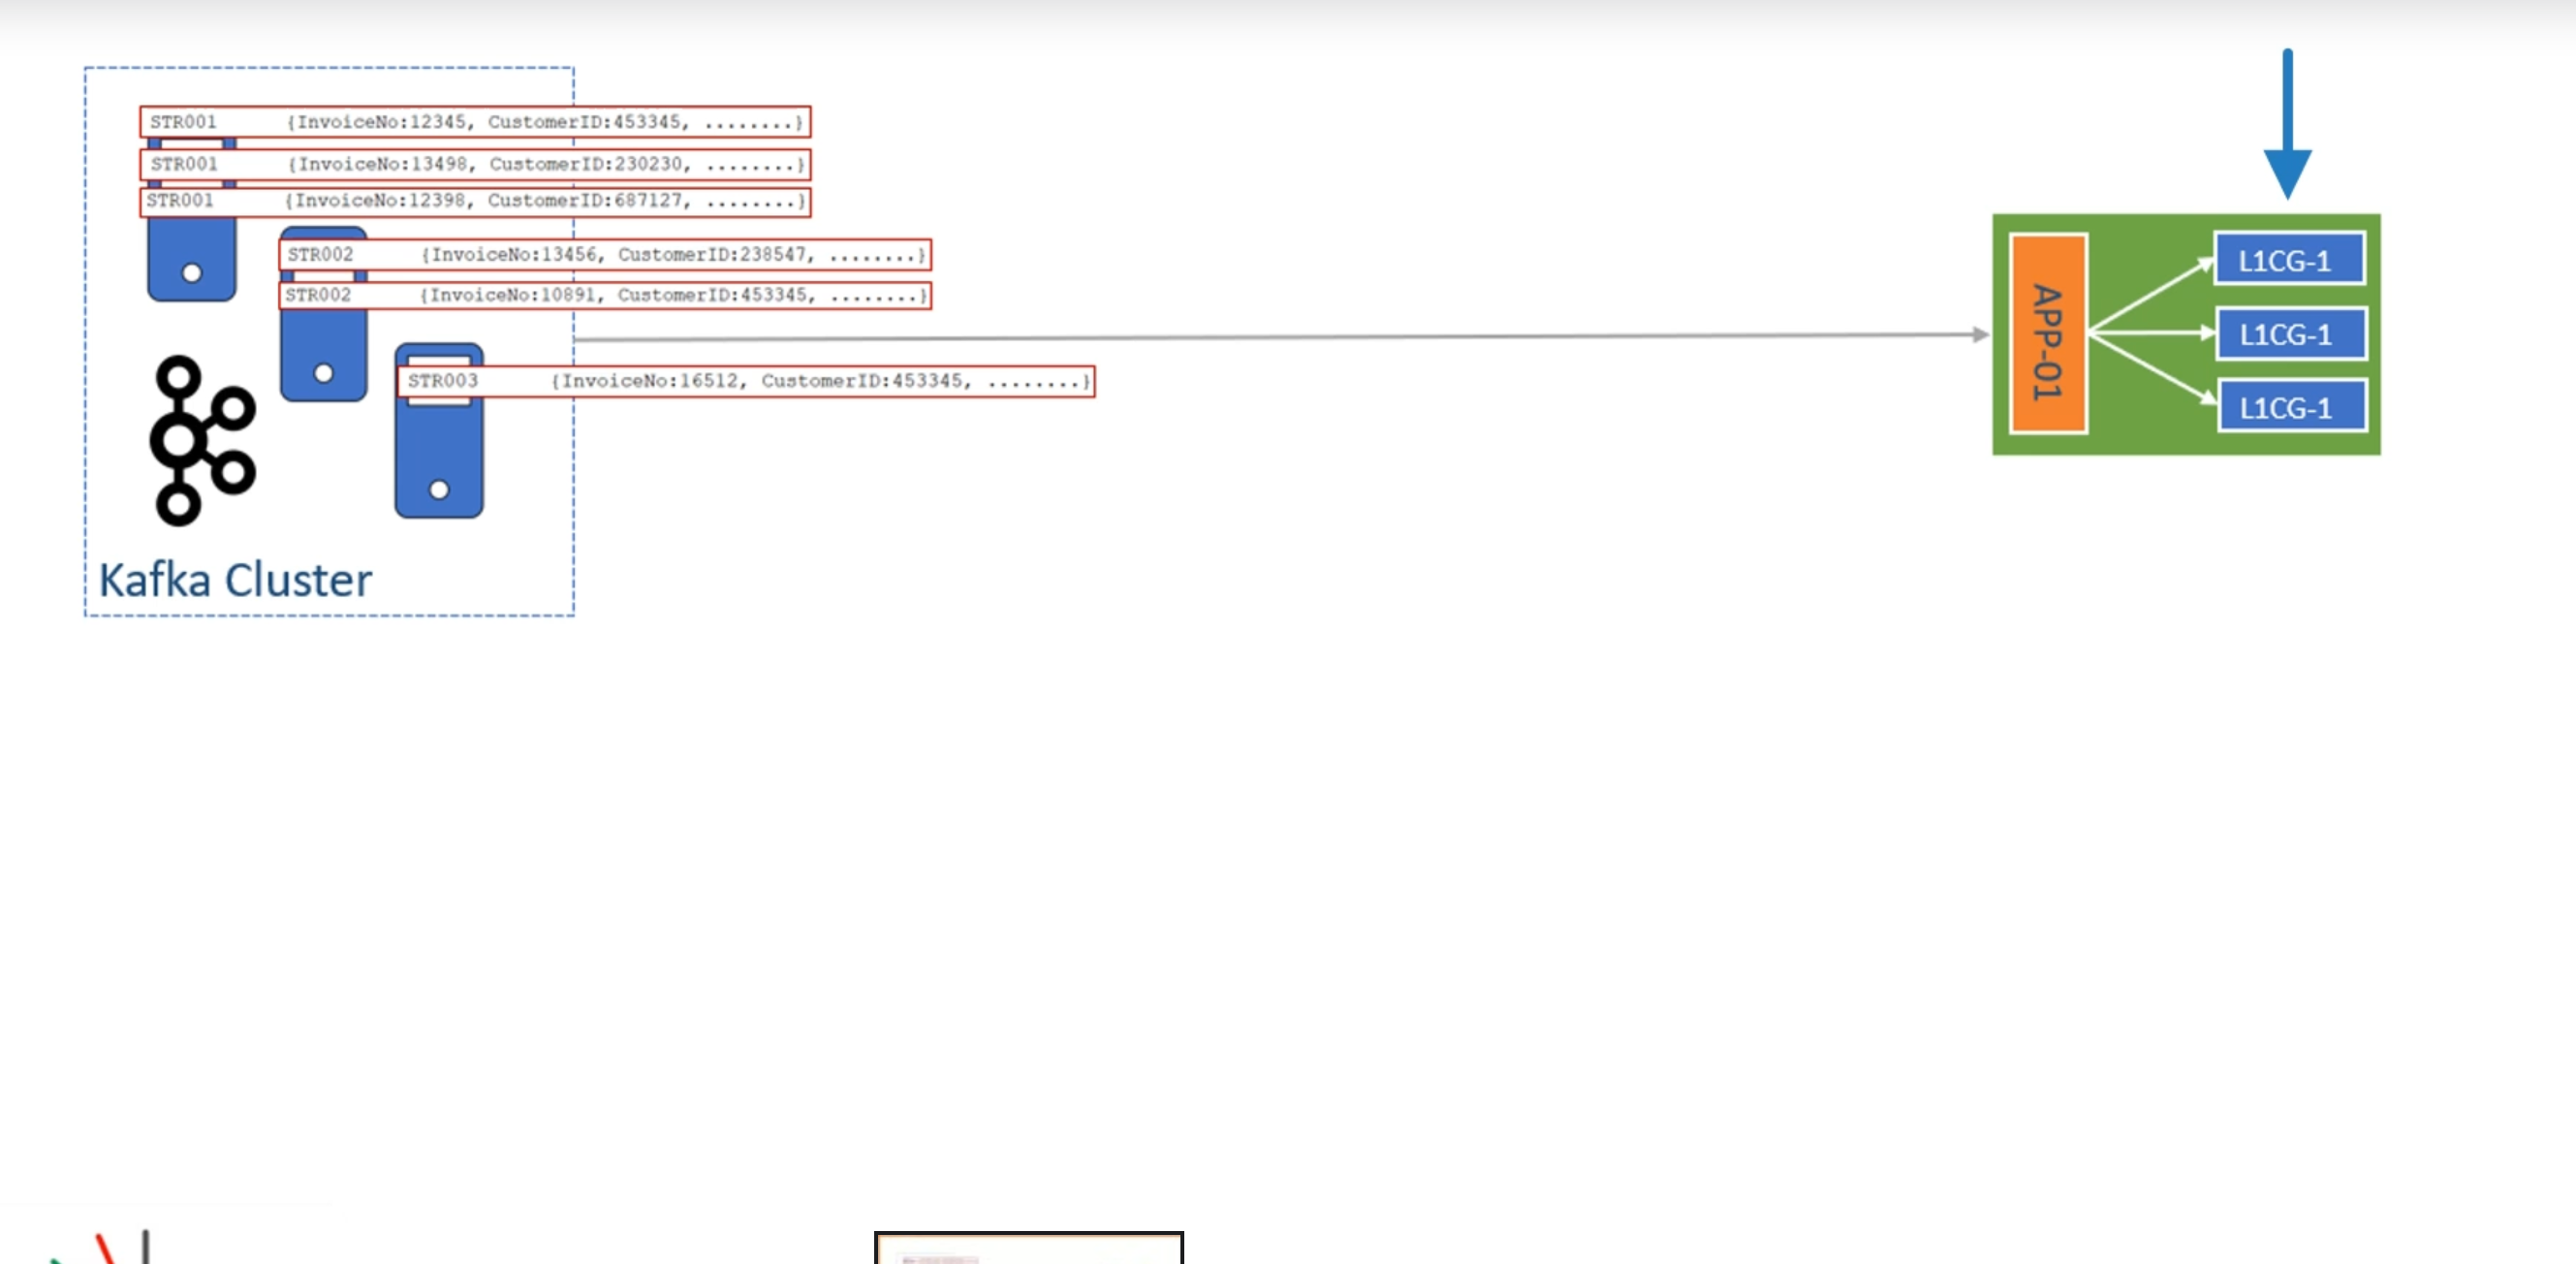 STR001 {InvoiceNo:12345, CustomerID:453345, ........}
STR001 {InvoiceNo:13498, CustomerID:230230, ........}
STR001 {InvoiceNo:12398, CustomerID:687127, ........}
STR002 {InvoiceNo:13456, CustomerID:238547, ........}
STR002 {InvoiceNo:10891, CustomerID:453345, ........}
STR003 {InvoiceNo:16512, CustomerID:453345, ........}
Kafka Cluster
APP-01
L1CG-1
L1CG-1
L1CG-1